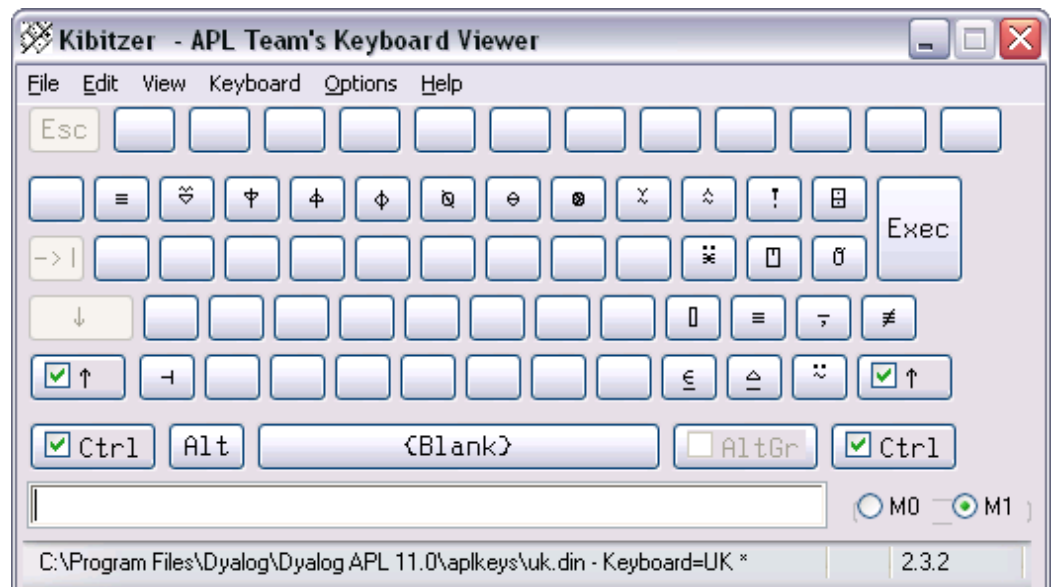 Kibitzer - APL Team's Keyboard Viewer
File Edit View Keyboard Options Help
Esc
≡ ⍫ ⍒ ⍋ ⌽ ⍉ ⊖ ⍟ ⍱ ⍲ ! ⌹ Exec
->| ⍣ ⍞ ⍬
↓ ⌷ ≡ ⍪ ≢
↑ ⊣ ⍷ ⍙ ⍨ ↑
Ctrl Alt {Blank} AltGr Ctrl
M0 M1
C:\Program Files\Dyalog\Dyalog APL 11.0\aplkeys\uk.din - Keyboard=UK * 2.3.2